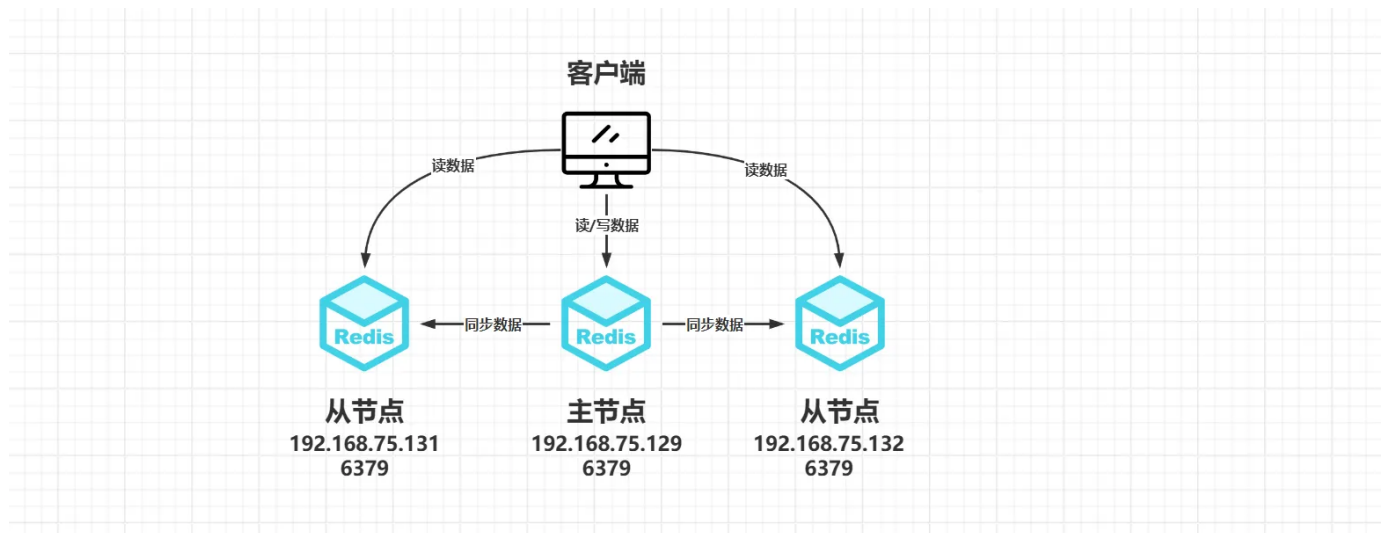 客户端
读数据
读数据
读/写数据
Redis
同步数据
Redis
同步数据
Redis
从节点
192.168.75.131
6379
主节点
192.168.75.129
6379
从节点
192.168.75.132
6379